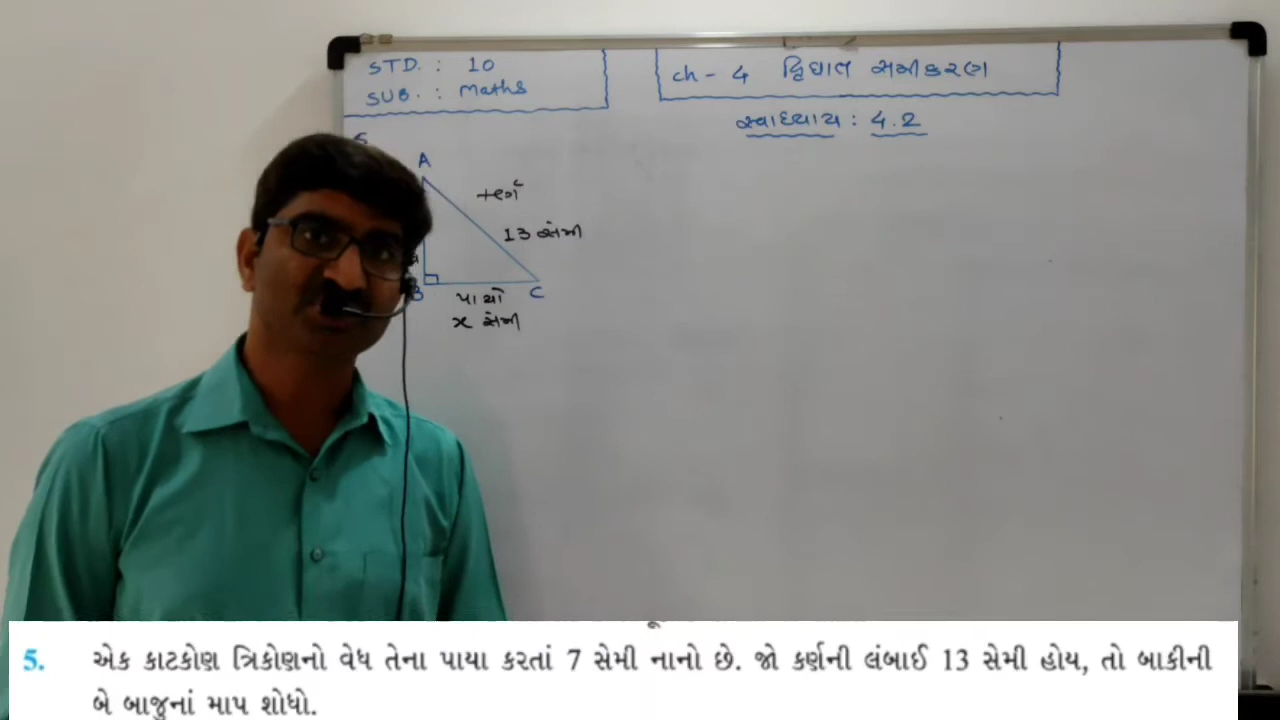 STD. : 10
SUB. : Maths
ch - 4 દ્વિઘાત સમીકરણ
સ્વાધ્યાય : 4.2
A
કર્ણ
13 સેમી
B
C
પાયો
x સેમી
5. એક કાટકોણ ત્રિકોણનો વેધ તેના પાયા કરતાં 7 સેમી નાનો છે. જો કર્ણની લંબાઈ 13 સેમી હોય, તો બાકીની
બે બાજુનાં માપ શોધો.